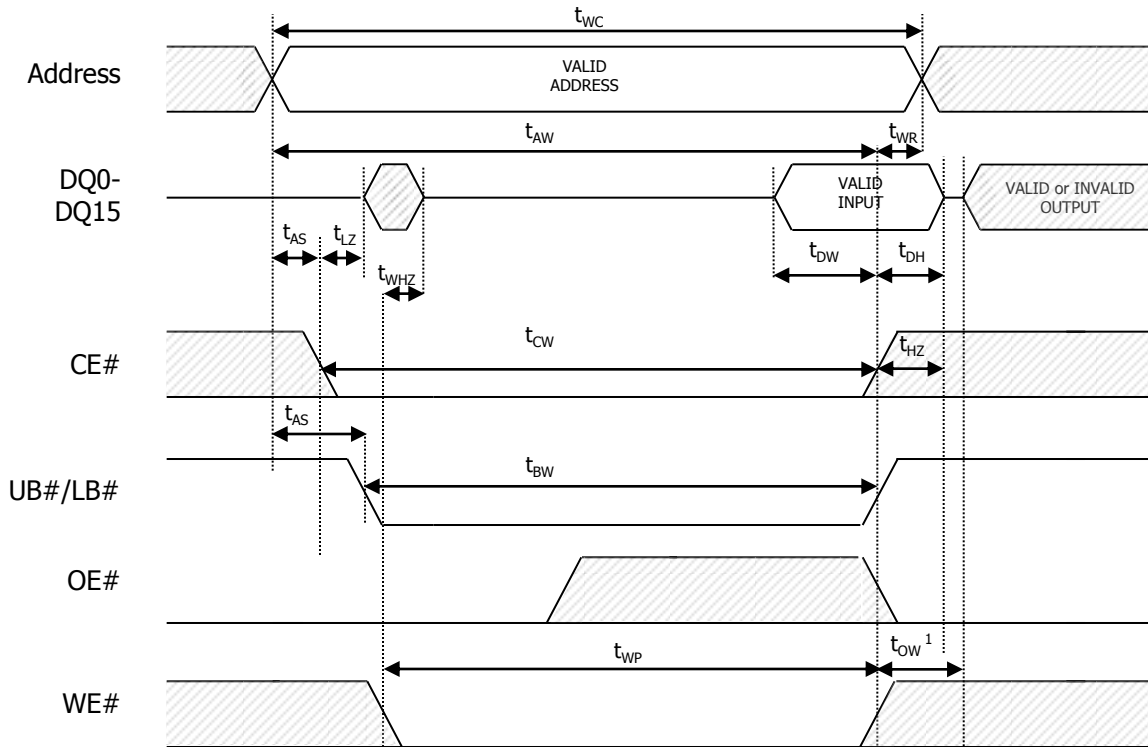 tWC
Address
VALID
ADDRESS
tAW
tWR
DQ0-
DQ15
VALID
INPUT
VALID or INVALID
OUTPUT
tAS
tLZ
tDW
tDH
tWHZ
CE#
tCW
tHZ
tAS
UB#/LB#
tBW
OE#
tWP
tOW 1
WE#